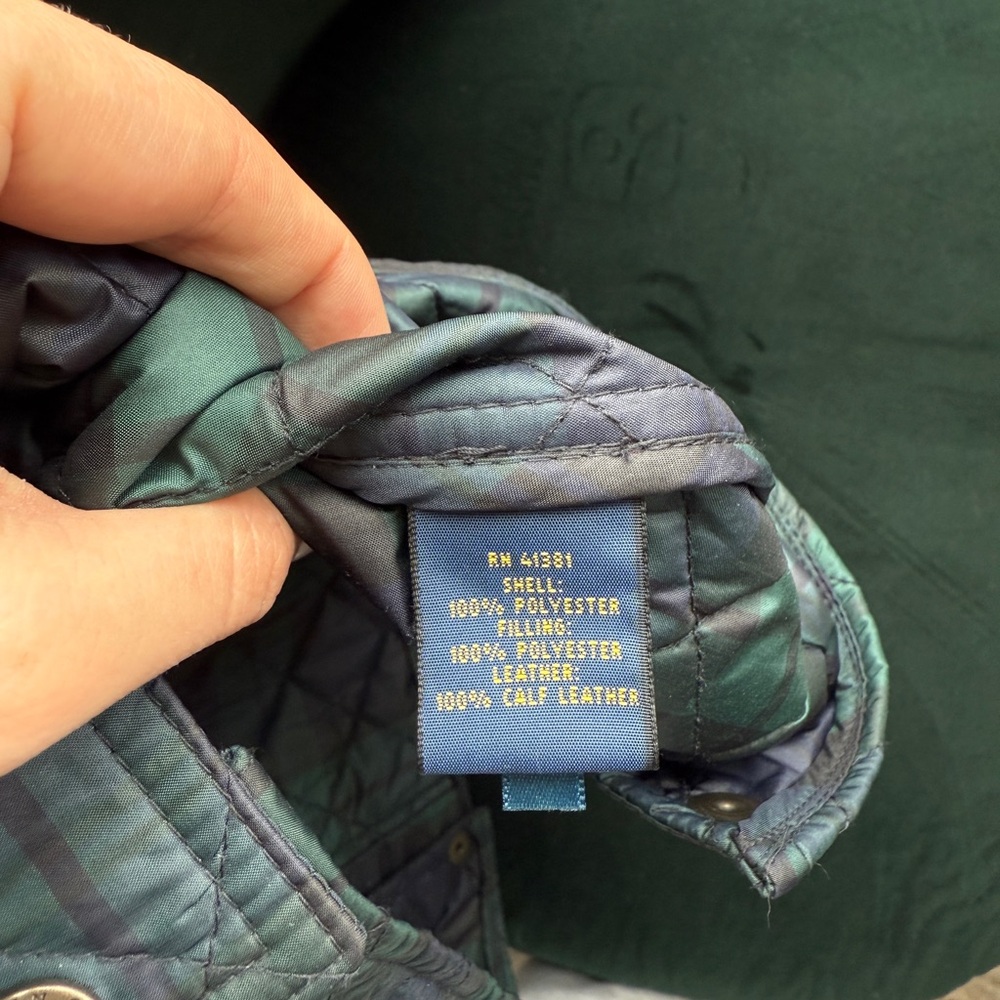 RN 41381
SHELL:
100% POLYESTER
FILLING:
100% POLYESTER
LEATHER:
100% CALF LEATHER